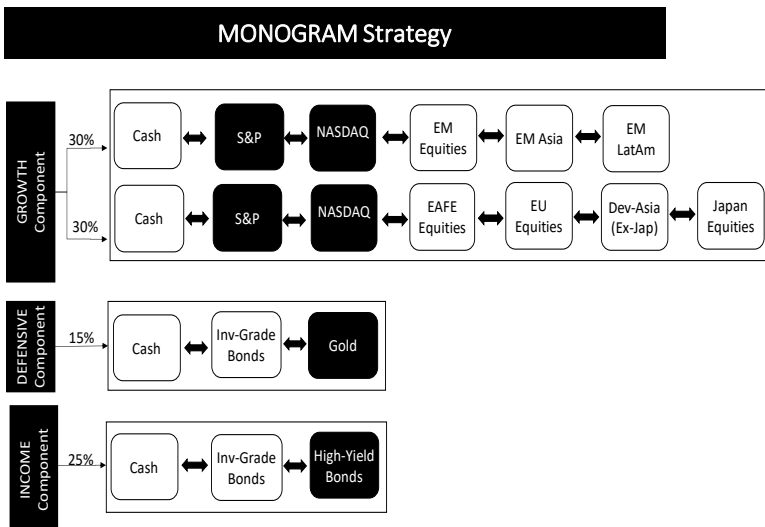 MONOGRAM Strategy
GROWTH
Component
30%
Cash
S&P
NASDAQ
EM
Equities
EM Asia
EM
LatAm
30%
Cash
S&P
NASDAQ
EAFE
Equities
EU
Equities
Dev-Asia
(Ex-Jap)
Japan
Equities
DEFENSIVE
Component
15%
Cash
Inv-Grade
Bonds
Gold
INCOME
Component
25%
Cash
Inv-Grade
Bonds
High-Yield
Bonds